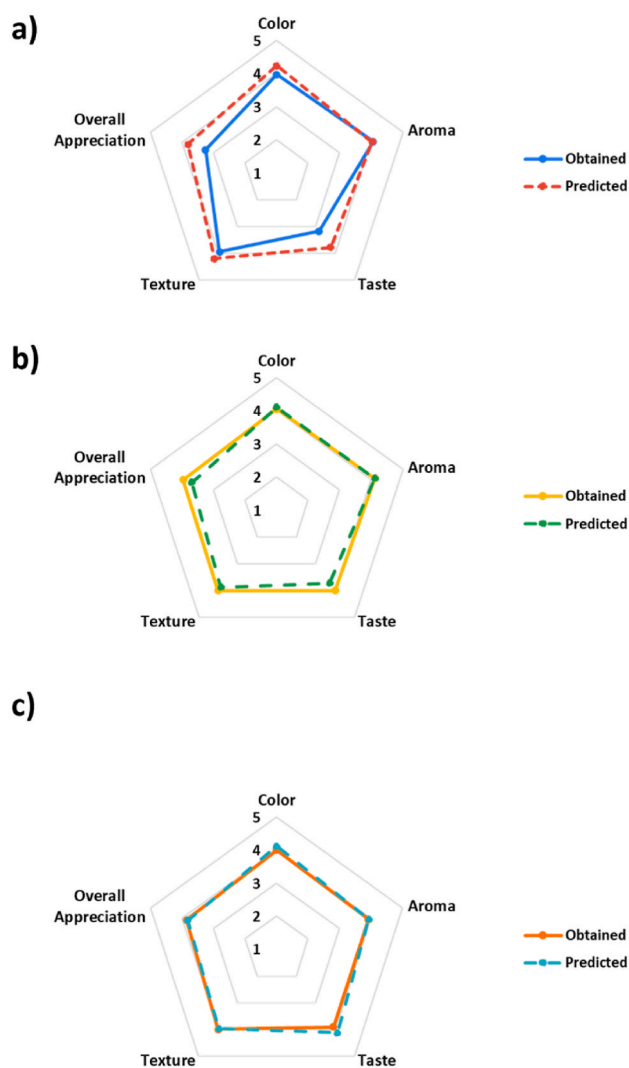 a)
Color
5
4
3
2
1
Overall
Appreciation
Aroma
Texture
Taste
Obtained
Predicted
b)
Color
5
4
3
2
1
Overall
Appreciation
Aroma
Texture
Taste
Obtained
Predicted
c)
Color
5
4
3
2
1
Overall
Appreciation
Aroma
Texture
Taste
Obtained
Predicted